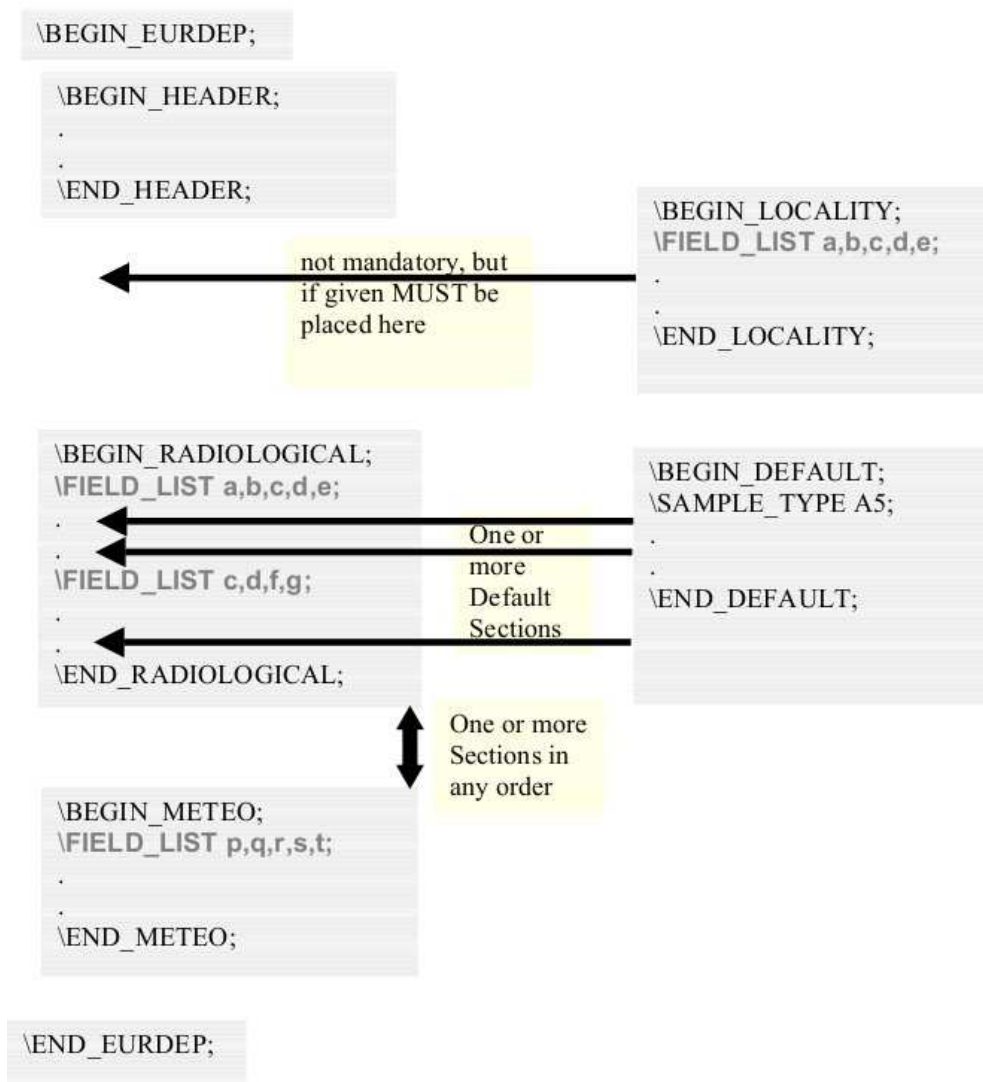 \BEGIN_EURDEP;
\BEGIN_HEADER;
.
.
\END_HEADER;
\BEGIN_LOCALITY;
\FIELD_LIST a,b,c,d,e;
.
.
\END_LOCALITY;
not mandatory, but
if given MUST be
placed here
\BEGIN_RADIOLOGICAL;
\FIELD_LIST a,b,c,d,e;
.
.
\FIELD_LIST c,d,f,g;
.
.
\END_RADIOLOGICAL;
One or
more
Default
Sections
\BEGIN_DEFAULT;
\SAMPLE_TYPE A5;
.
.
\END_DEFAULT;
One or more
Sections in
any order
\BEGIN_METEO;
\FIELD_LIST p,q,r,s,t;
.
.
\END_METEO;
\END_EURDEP;